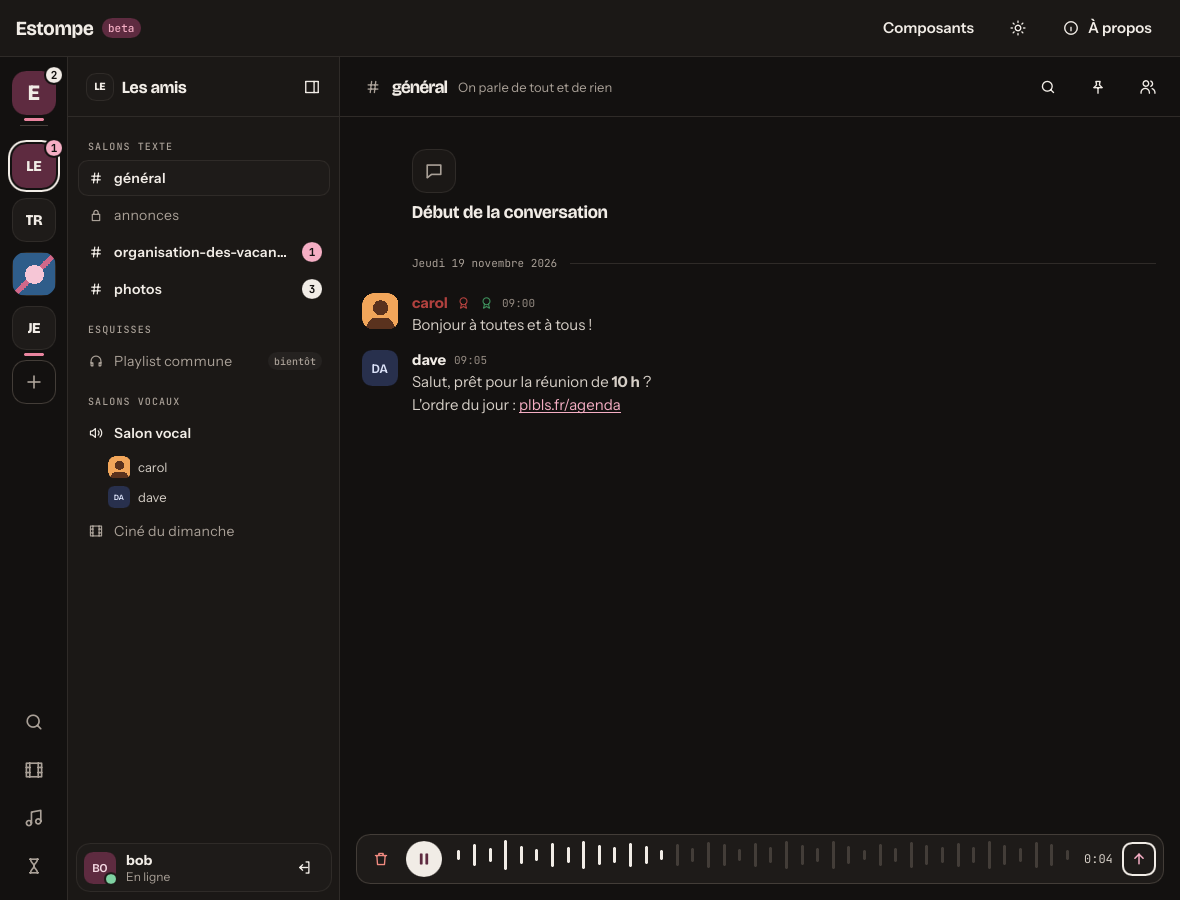 Estompe beta
Composants
À propos
E 2
LE 1
TR
JE
LE Les amis
SALONS TEXTE
général
annonces
organisation-des-vacan... 1
photos 3
ESQUISSES
Playlist commune bientôt
SALONS VOCAUX
Salon vocal
carol
DA dave
Ciné du dimanche
BO bob
En ligne
# général On parle de tout et de rien
Début de la conversation
Jeudi 19 novembre 2026
carol 09:00
Bonjour à toutes et à tous !
DA dave 09:05
Salut, prêt pour la réunion de 10 h ?
L'ordre du jour : plbls.fr/agenda
0:04